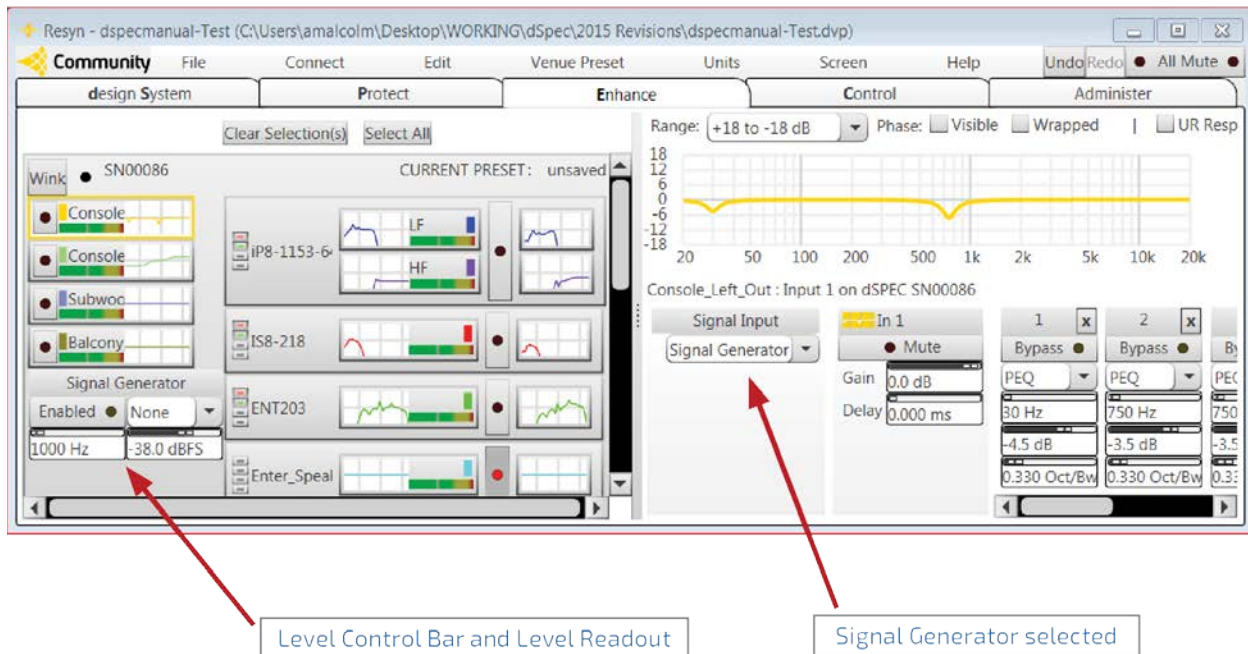 Resyn - dspecmanual-Test (C:\Users\amalcolm\Desktop\WORKING\dSpec\2015 Revisions\dspecmanual-Test.dvp)
Community File Connect Edit Venue Preset Units Screen Help Undo Redo All Mute
design System Protect Enhance Control Administer
Clear Selection(s) Select All
Wink SN00086 CURRENT PRESET: unsaved
Console
Console
Subwoo
Balcony
Signal Generator
Enabled None
1000 Hz -38.0 dBFS
iP8-1153-6
LF
HF
IS8-218
ENT203
Enter_Speal
Range: +18 to -18 dB Phase: Visible Wrapped | UR Resp
18
12
6
0
-6
-12
-18
20 50 100 200 500 1k 2k 5k 10k 20k
Console_Left_Out : Input 1 on dSPEC SN00086
Signal Input
Signal Generator
In 1
Mute
Gain 0.0 dB
Delay 0.000 ms
1 x 2 x
Bypass Bypass By
PEQ PEQ PEQ
30 Hz 750 Hz 750
-4.5 dB -3.5 dB -3.5
0.330 Oct/Bw 0.330 Oct/Bw 0.33
Level Control Bar and Level Readout
Signal Generator selected